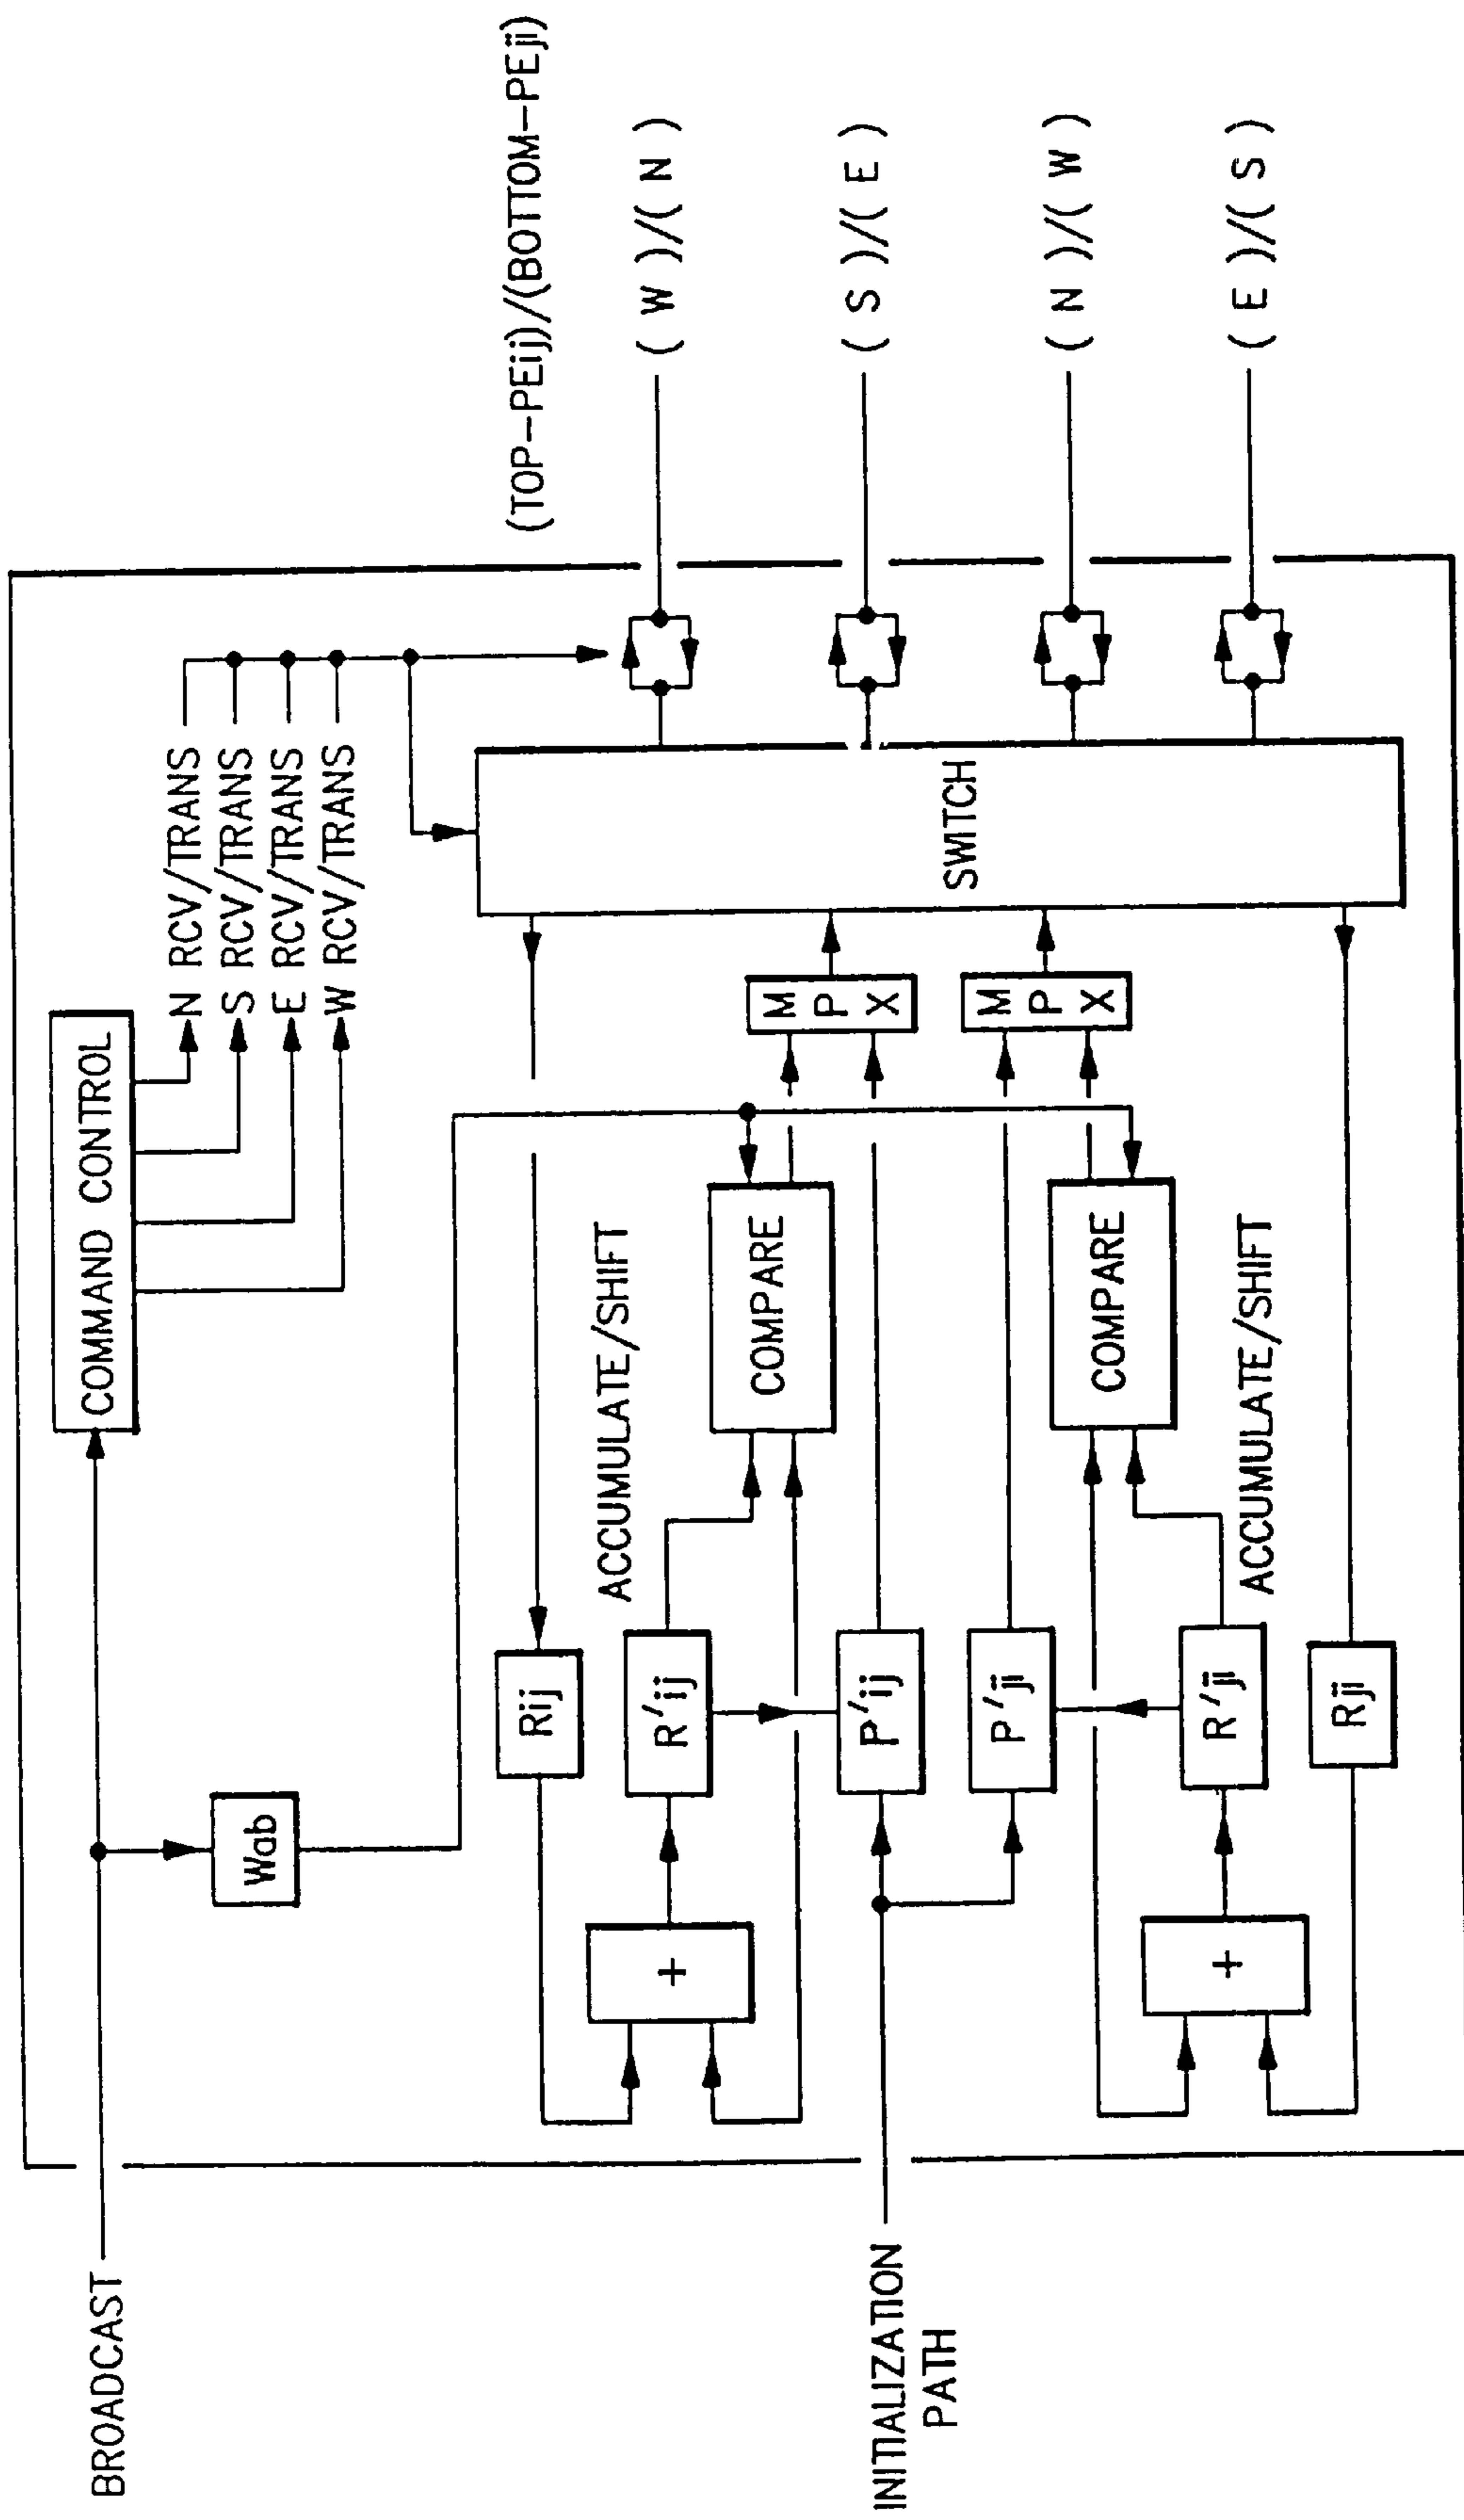 BROADCAST
COMMAND CONTROL
N RCV/TRANS
S RCV/TRANS
E RCV/TRANS
W RCV/TRANS
Wab
(TOP-PEij)/(BOTTOM-PEji)
Rij
ACCUMULATE/SHIFT
( W )/( N )
+
R'ij
COMPARE
MPX
( S )/( E )
INITIALIZATION
PATH
P'ij
SWITCH
P'ji
MPX
( N )/( W )
COMPARE
+
R'ji
ACCUMULATE/SHIFT
( E )/( S )
Rji